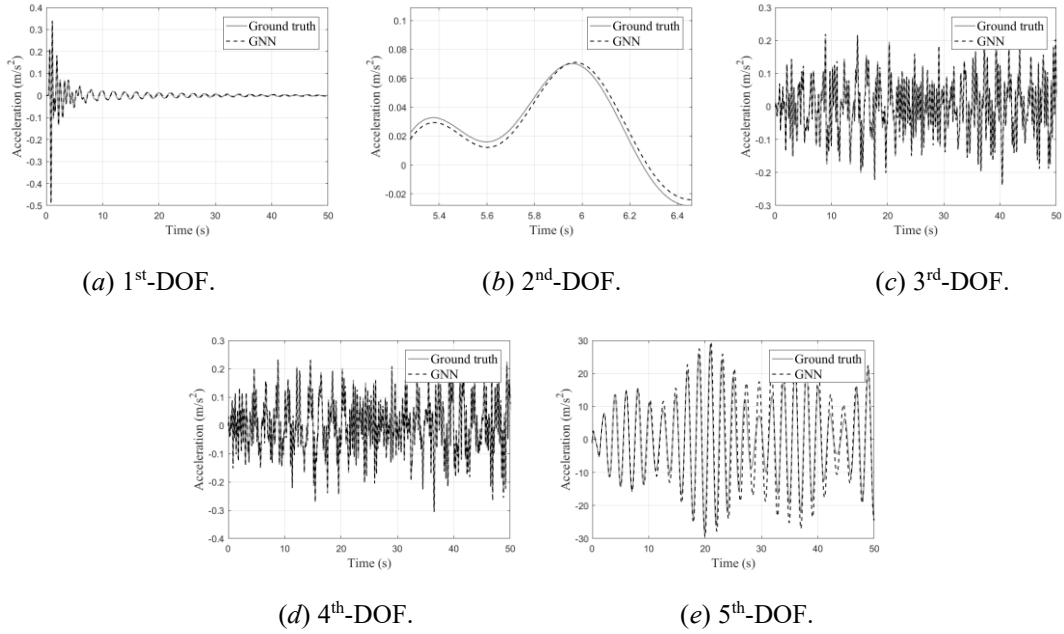 0.4
0.3
0.2
0.1
0
-0.1
-0.2
-0.3
-0.4
-0.5
Acceleration (m/s²)
Ground truth
GNN
0 10 20 30 40 50
Time (s)
(a) 1st-DOF.
0.1
0.08
0.06
0.04
0.02
0
-0.02
Acceleration (m/s²)
Ground truth
GNN
5.4 5.6 5.8 6 6.2 6.4
Time (s)
(b) 2nd-DOF.
0.3
0.2
0.1
0
-0.1
-0.2
-0.3
Acceleration (m/s²)
Ground truth
GNN
0 10 20 30 40 50
Time (s)
(c) 3rd-DOF.
0.3
0.2
0.1
0
-0.1
-0.2
-0.3
-0.4
Acceleration (m/s²)
Ground truth
GNN
0 10 20 30 40 50
Time (s)
(d) 4th-DOF.
30
20
10
0
-10
-20
-30
Acceleration (m/s²)
Ground truth
GNN
0 10 20 30 40 50
Time (s)
(e) 5th-DOF.